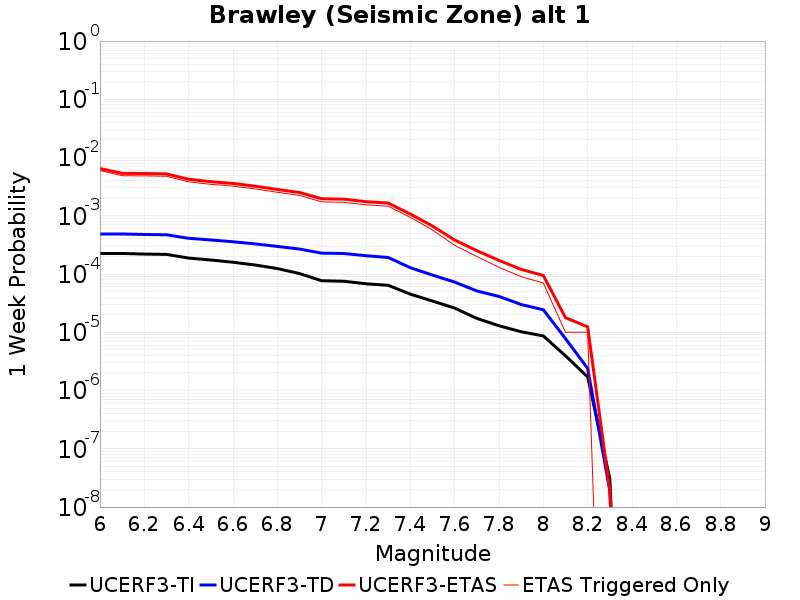 Brawley (Seismic Zone) alt 1
10^0
10^-1
10^-2
10^-3
10^-4
10^-5
10^-6
10^-7
10^-8
1 Week Probability
6 6.2 6.4 6.6 6.8 7 7.2 7.4 7.6 7.8 8 8.2 8.4 8.6 8.8 9
Magnitude
UCERF3-TI UCERF3-TD UCERF3-ETAS ETAS Triggered Only